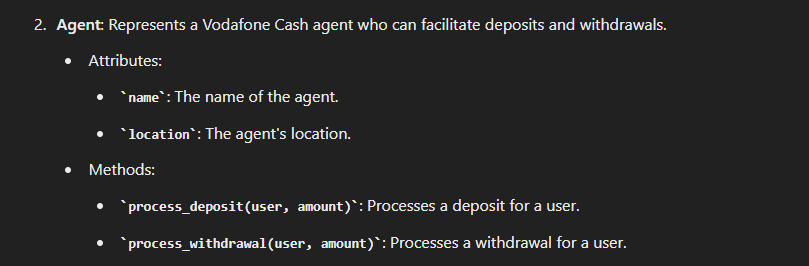 2. Agent: Represents a Vodafone Cash agent who can facilitate deposits and withdrawals.
• Attributes:
• `name`: The name of the agent.
• `location`: The agent's location.
• Methods:
• `process_deposit(user, amount)`: Processes a deposit for a user.
• `process_withdrawal(user, amount)`: Processes a withdrawal for a user.